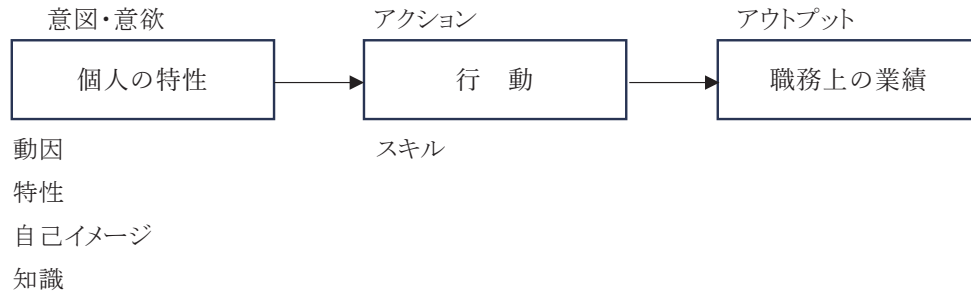 意図・意欲 アクション アウトプット
個人の特性 行 動 職務上の業績
動因 スキル
特性
自己イメージ
知識